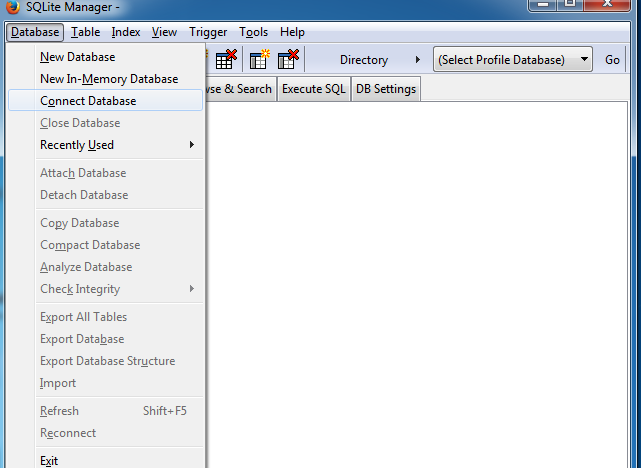 SQLite Manager -
Database Table Index View Trigger Tools Help
Directory (Select Profile Database) Go
se & Search Execute SQL DB Settings
New Database
New In-Memory Database
Connect Database
Close Database
Recently Used
Attach Database
Detach Database
Copy Database
Compact Database
Analyze Database
Check Integrity
Export All Tables
Export Database
Export Database Structure
Import
Refresh Shift+F5
Reconnect
Exit